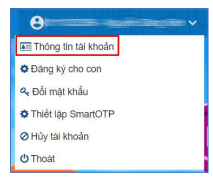 Thông tin tài khoản
Đăng ký cho con
Đổi mật khẩu
Thiết lập SmartOTP
Hủy tài khoản
Thoát